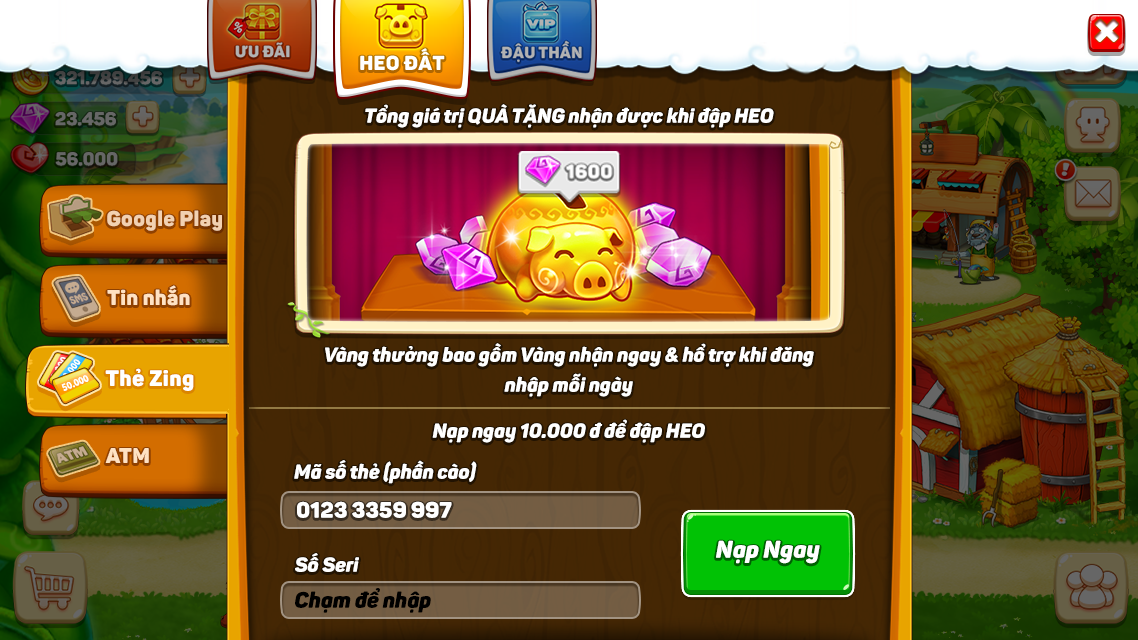 %
ƯU ĐÃI
HEO ĐẤT
VIP
ĐẬU THẦN
321.789.456
23.456
56.000
Tổng giá trị QUÀ TẶNG nhận được khi đập HEO
1600
Google Play
SMS
Tin nhắn
50.000
Thẻ Zing
ATM
ATM
Vàng thưởng bao gồm Vàng nhận ngay & hổ trợ khi đăng
nhập mỗi ngày
Nạp ngay 10.000 đ để đập HEO
Mã số thẻ (phần cào)
0123 3359 997
Nạp Ngay
Số Seri
Chạm để nhập